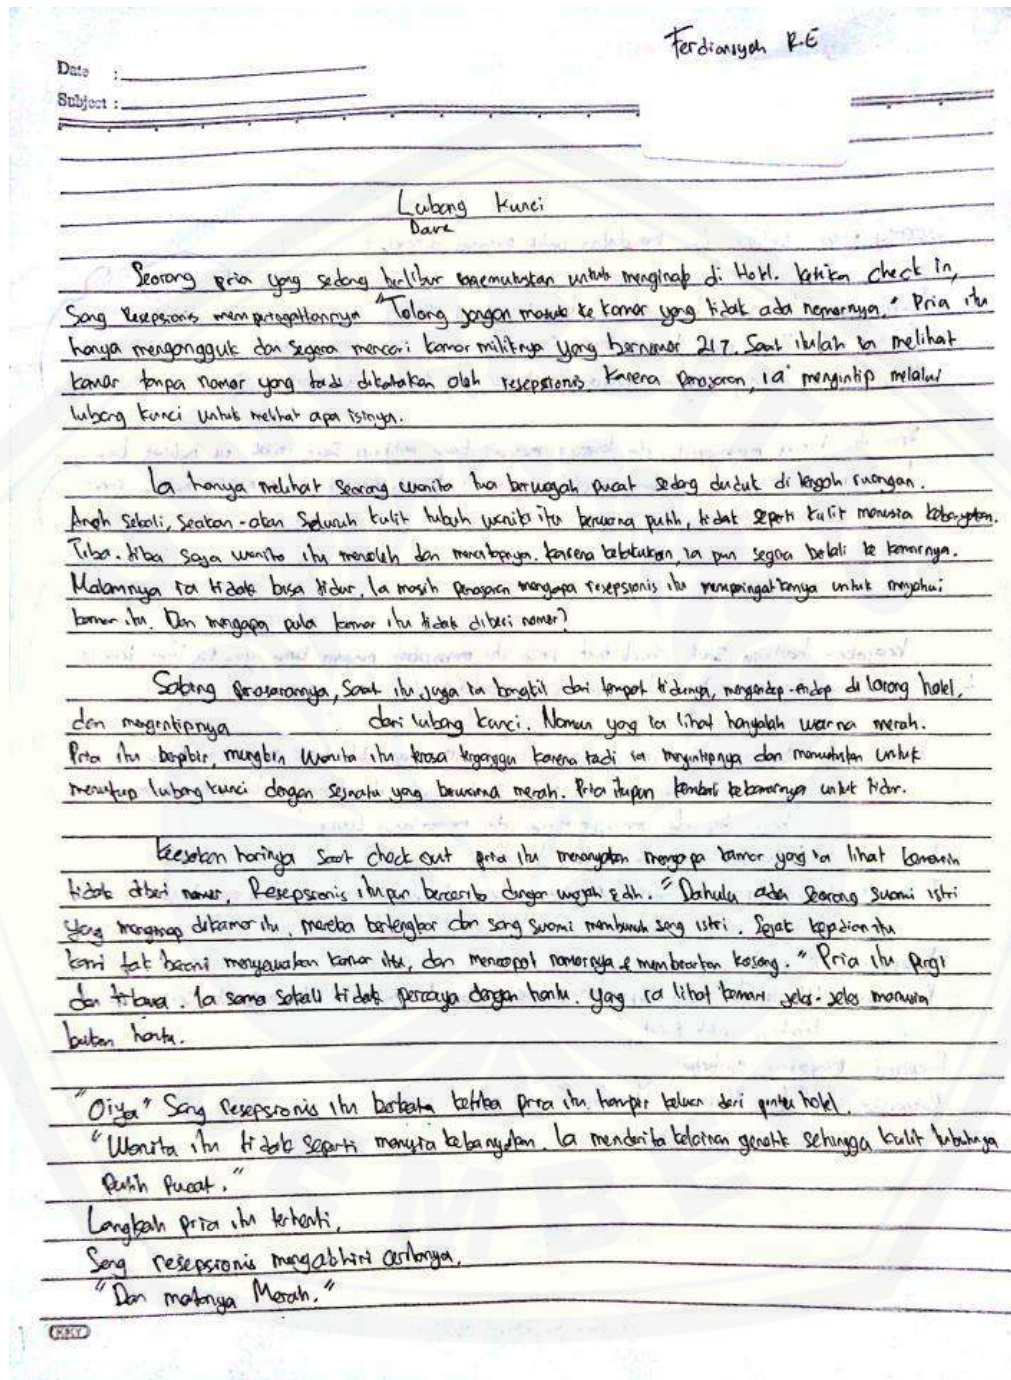 Ferdiansyah R.E
Date :
Subject :
Lubang Kunci
Dare
Seorang pria yang sedang berlibur memutuskan untuk menginap di Hotel. ketika check in,
Sang Resepsionis memperingatkannya "Tolong jangan masuk ke kamar yang tidak ada nomornya." Pria itu
hanya mengangguk dan segera mencari kamar miliknya yang bernomor 217. Saat itulah ia melihat
kamar tanpa nomor yang tadi dikatakan oleh resepsionis karena penasaran, ia mengintip melalui
lubang kunci untuk melihat apa isinya.
Ia hanya melihat seorang wanita tua berwajah pucat sedang duduk di tengah ruangan.
Aneh sekali, seakan-akan seluruh kulit tubuh wanita itu berwarna putih, tidak seperti kulit manusia kebanyakan.
Tiba-tiba saja wanita itu menoleh dan menatapnya. karena ketakutan, ia pun segera belali ke kamarnya.
Malamnya ia tidak bisa tidur, Ia masih penasaran mengapa resepsionis itu memperingatkannya untuk menjahui
kamar itu. Dan mengapa pula kamar itu tidak diberi nomor?
Saking penasarannya, Saat itu juga ia bangkit dari tempat tidurnya, mengendap-endap di lorong hotel,
dan mengentipnya dari lubang kunci. Namun yang ia lihat hanyalah warna merah.
Pria itu berpikir, mungkin wanita itu terasa terganggu karena tadi ia mengintipnya dan memutuskan untuk
menutup lubang kunci dengan sesuatu yang berwarna merah. Pria itupun kembali kekamarnya untuk tidur.
Keesokan harinya saat check out pria itu menanyakan mengapa kamar yang ia lihat kemarin
tidak diberi nomor, Resepsionis itupun bercerita dengan wajah sedih. "Dahulu ada seorang suami istri
yang menginap dikamar itu, mereka bertengkar dan sang suami membunuh sang istri. Sejak kejadian itu
kami tak berani menyewakan kamar itu, dan mencopot nomornya & membiarkan kosong." Pria itu pergi
dan tertawa. Ia sama sekali tidak percaya dengan hantu. yang ia lihat kemarin jelas-jelas manusia
bukan hantu.
"Oiya" Sang resepsionis itu berkata ketika pria itu hampir keluar dari pintu hotel.
"Wanita itu tidak seperti manusia kebanyakan. Ia menderita kelainan genetik sehingga kulit tubuhnya
putih pucat."
Langkah pria itu terhenti,
Sang resepsionis mengakhiri ceritanya.
"Dan matanya Merah."
KKY